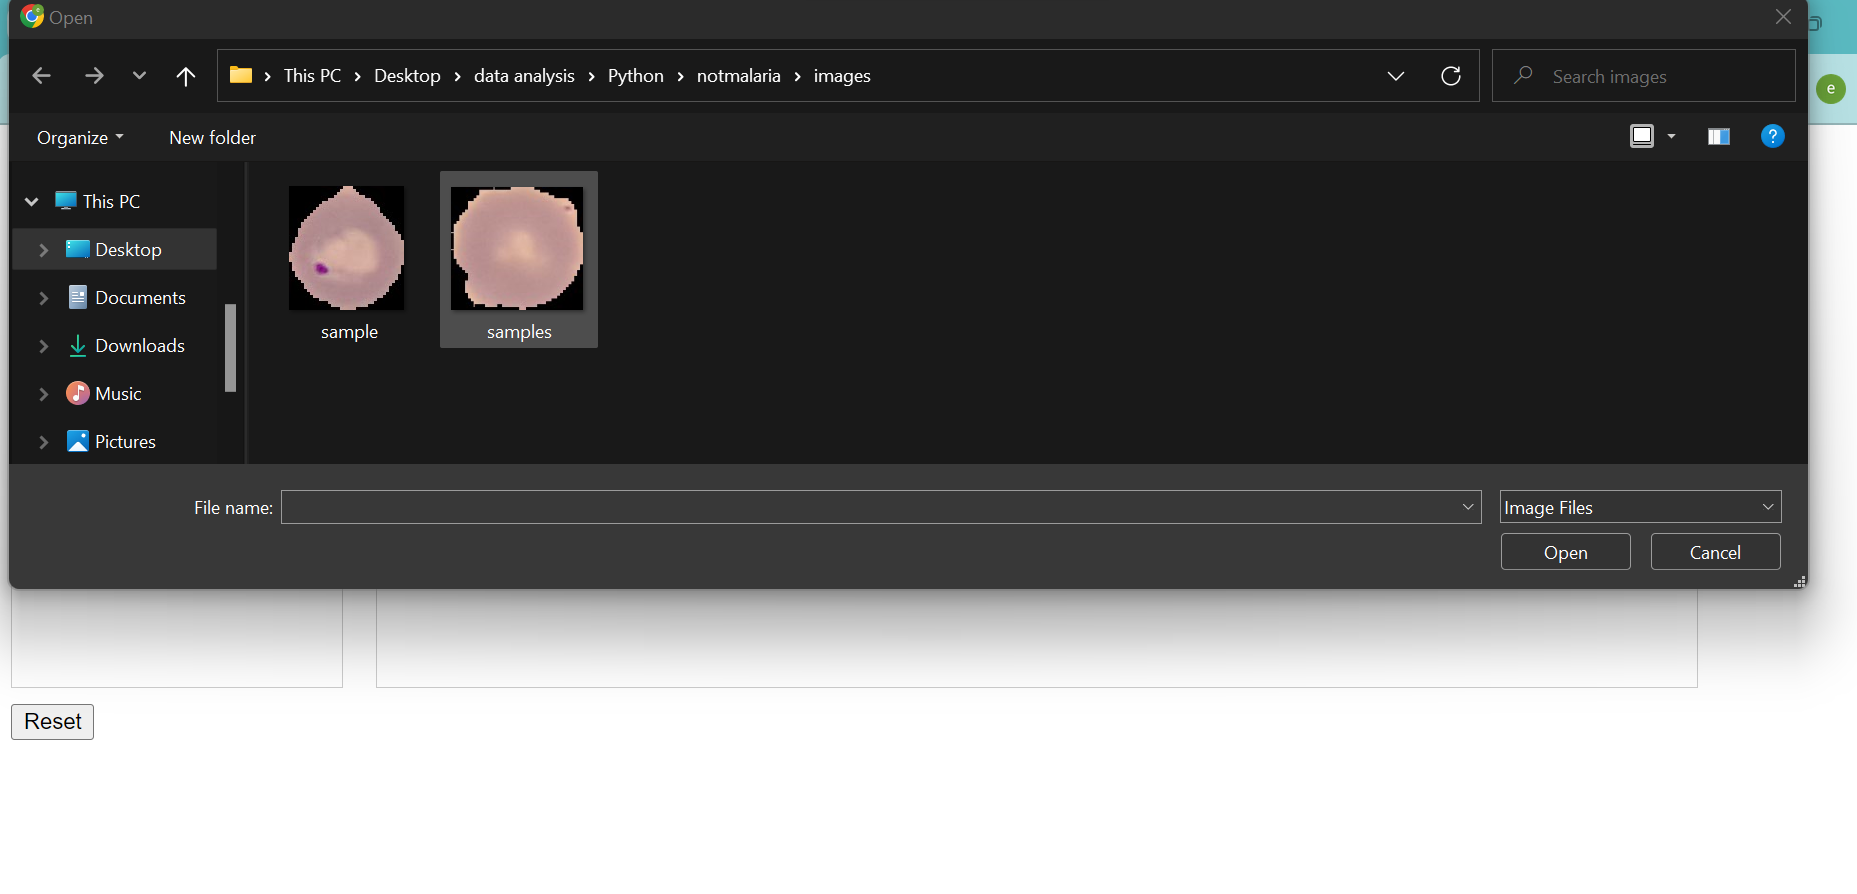 Open
This PC
Desktop
data analysis
Python
notmalaria
images
Search images
e
Organize
New folder
?
This PC
Desktop
Documents
Downloads
Music
Pictures
sample
samples
File name:
Image Files
Open
Cancel
Reset